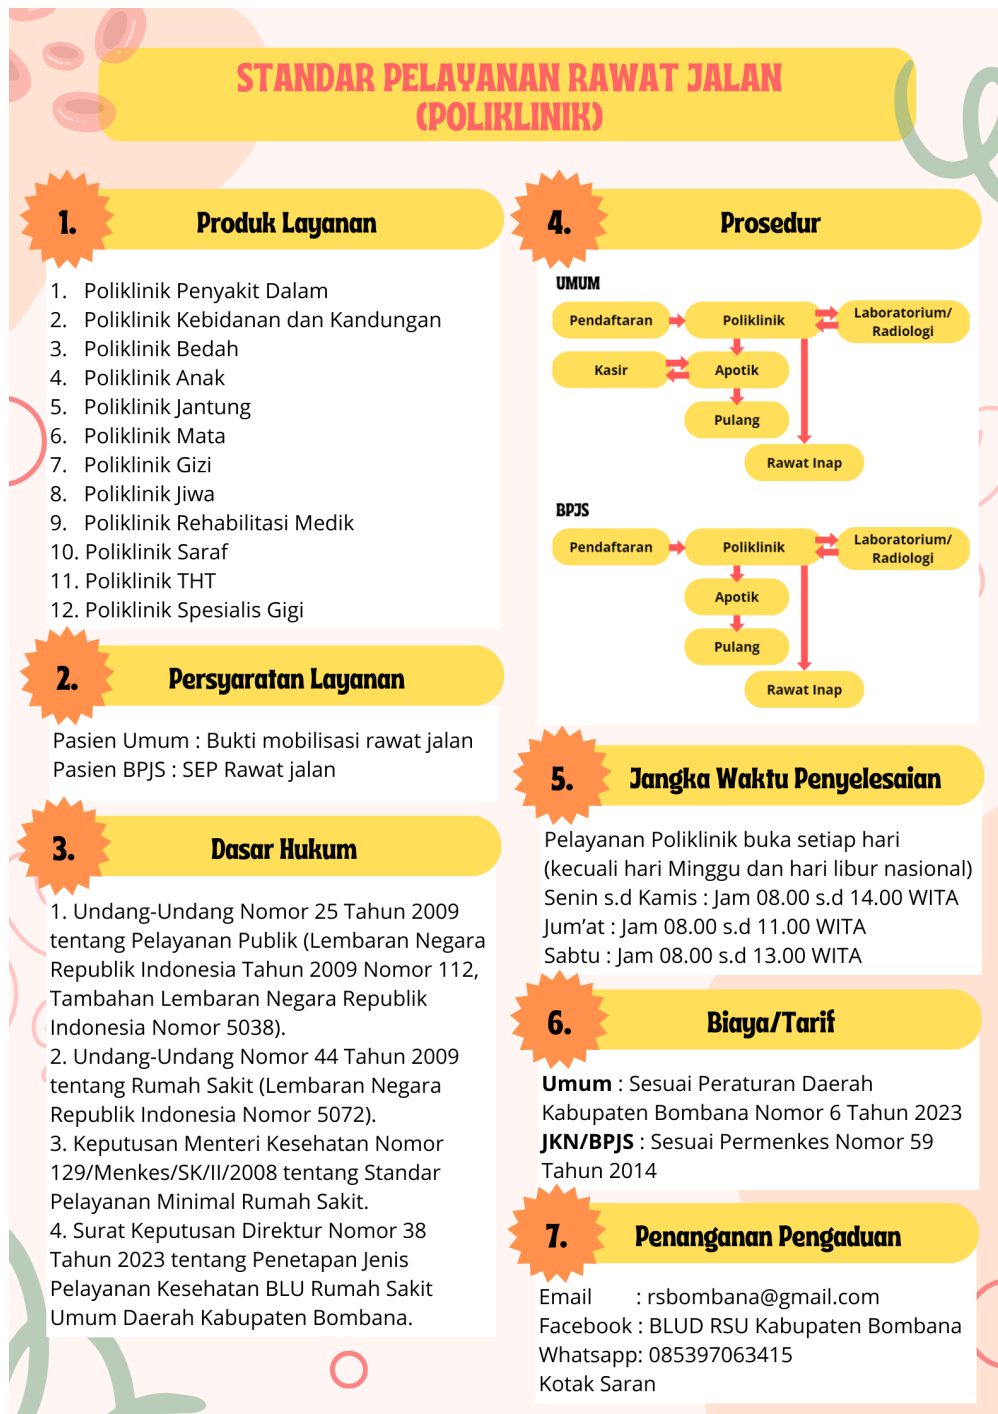 STANDAR PELAYANAN RAWAT JALAN
(POLIKLINIK)
1.
Produk Layanan
1. Poliklinik Penyakit Dalam
2. Poliklinik Kebidanan dan Kandungan
3. Poliklinik Bedah
4. Poliklinik Anak
5. Poliklinik Jantung
6. Poliklinik Mata
7. Poliklinik Gizi
8. Poliklinik Jiwa
9. Poliklinik Rehabilitasi Medik
10. Poliklinik Saraf
11. Poliklinik THT
12. Poliklinik Spesialis Gigi
2.
Persyaratan Layanan
Pasien Umum : Bukti mobilisasi rawat jalan
Pasien BPJS : SEP Rawat jalan
3.
Dasar Hukum
1. Undang-Undang Nomor 25 Tahun 2009
tentang Pelayanan Publik (Lembaran Negara
Republik Indonesia Tahun 2009 Nomor 112,
Tambahan Lembaran Negara Republik
Indonesia Nomor 5038).
2. Undang-Undang Nomor 44 Tahun 2009
tentang Rumah Sakit (Lembaran Negara
Republik Indonesia Nomor 5072).
3. Keputusan Menteri Kesehatan Nomor
129/Menkes/SK/II/2008 tentang Standar
Pelayanan Minimal Rumah Sakit.
4. Surat Keputusan Direktur Nomor 38
Tahun 2023 tentang Penetapan Jenis
Pelayanan Kesehatan BLU Rumah Sakit
Umum Daerah Kabupaten Bombana.
4.
Prosedur
UMUM
Pendaftaran
Poliklinik
Laboratorium/
Radiologi
Kasir
Apotik
Pulang
Rawat Inap
BPJS
Pendaftaran
Poliklinik
Laboratorium/
Radiologi
Apotik
Pulang
Rawat Inap
5.
Jangka Waktu Penyelesaian
Pelayanan Poliklinik buka setiap hari
(kecuali hari Minggu dan hari libur nasional)
Senin s.d Kamis : Jam 08.00 s.d 14.00 WITA
Jum’at : Jam 08.00 s.d 11.00 WITA
Sabtu : Jam 08.00 s.d 13.00 WITA
6.
Biaya/Tarif
Umum : Sesuai Peraturan Daerah
Kabupaten Bombana Nomor 6 Tahun 2023
JKN/BPJS : Sesuai Permenkes Nomor 59
Tahun 2014
7.
Penanganan Pengaduan
Email : rsbombana@gmail.com
Facebook : BLUD RSU Kabupaten Bombana
Whatsapp: 085397063415
Kotak Saran